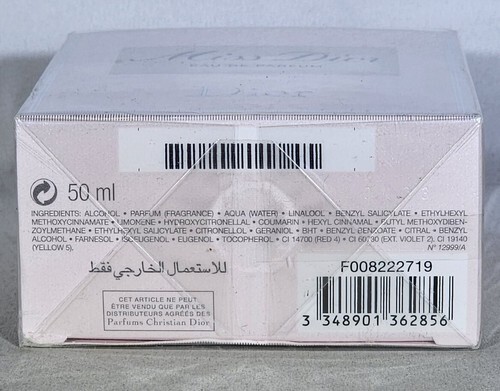 Miss Dior
EAU DE PARFUM
50 ml
INGREDIENTS: ALCOHOL • PARFUM (FRAGRANCE) • AQUA (WATER) • LINALOOL • BENZYL SALICYLATE • ETHYLHEXYL
METHOXYCINNAMATE • LIMONENE • HYDROXYCITRONELLAL • COUMARIN • HEXYL CINNAMAL • BUTYL METHOXYDIBEN-
ZOYLMETHANE • ETHYLHEXYL SALICYLATE • CITRONELLOL • GERANIOL • BHT • BENZYL BENZOATE • CITRAL • BENZYL
ALCOHOL • FARNESOL • ISOEUGENOL • EUGENOL • TOCOPHEROL • CI 14700 (RED 4) • CI 60730 (EXT. VIOLET 2), CI 19140
(YELLOW 5). N° 12999/A
للاستعمال الخارجي فقط
F008222719
CET ARTICLE NE PEUT
ÊTRE VENDU QUE PAR LES
DISTRIBUTEURS AGRÉÉS DES
Parfums Christian Dior
3 348901 362856